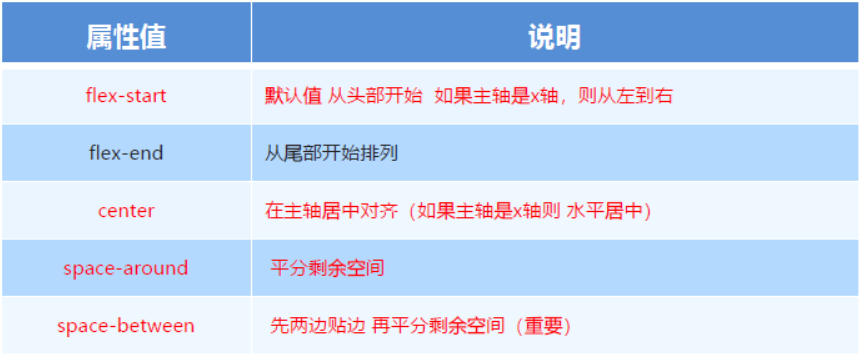 属性值 说明
flex-start 默认值 从头部开始 如果主轴是x轴，则从左到右
flex-end 从尾部开始排列
center 在主轴居中对齐（如果主轴是x轴则 水平居中）
space-around 平分剩余空间
space-between 先两边贴边 再平分剩余空间（重要）